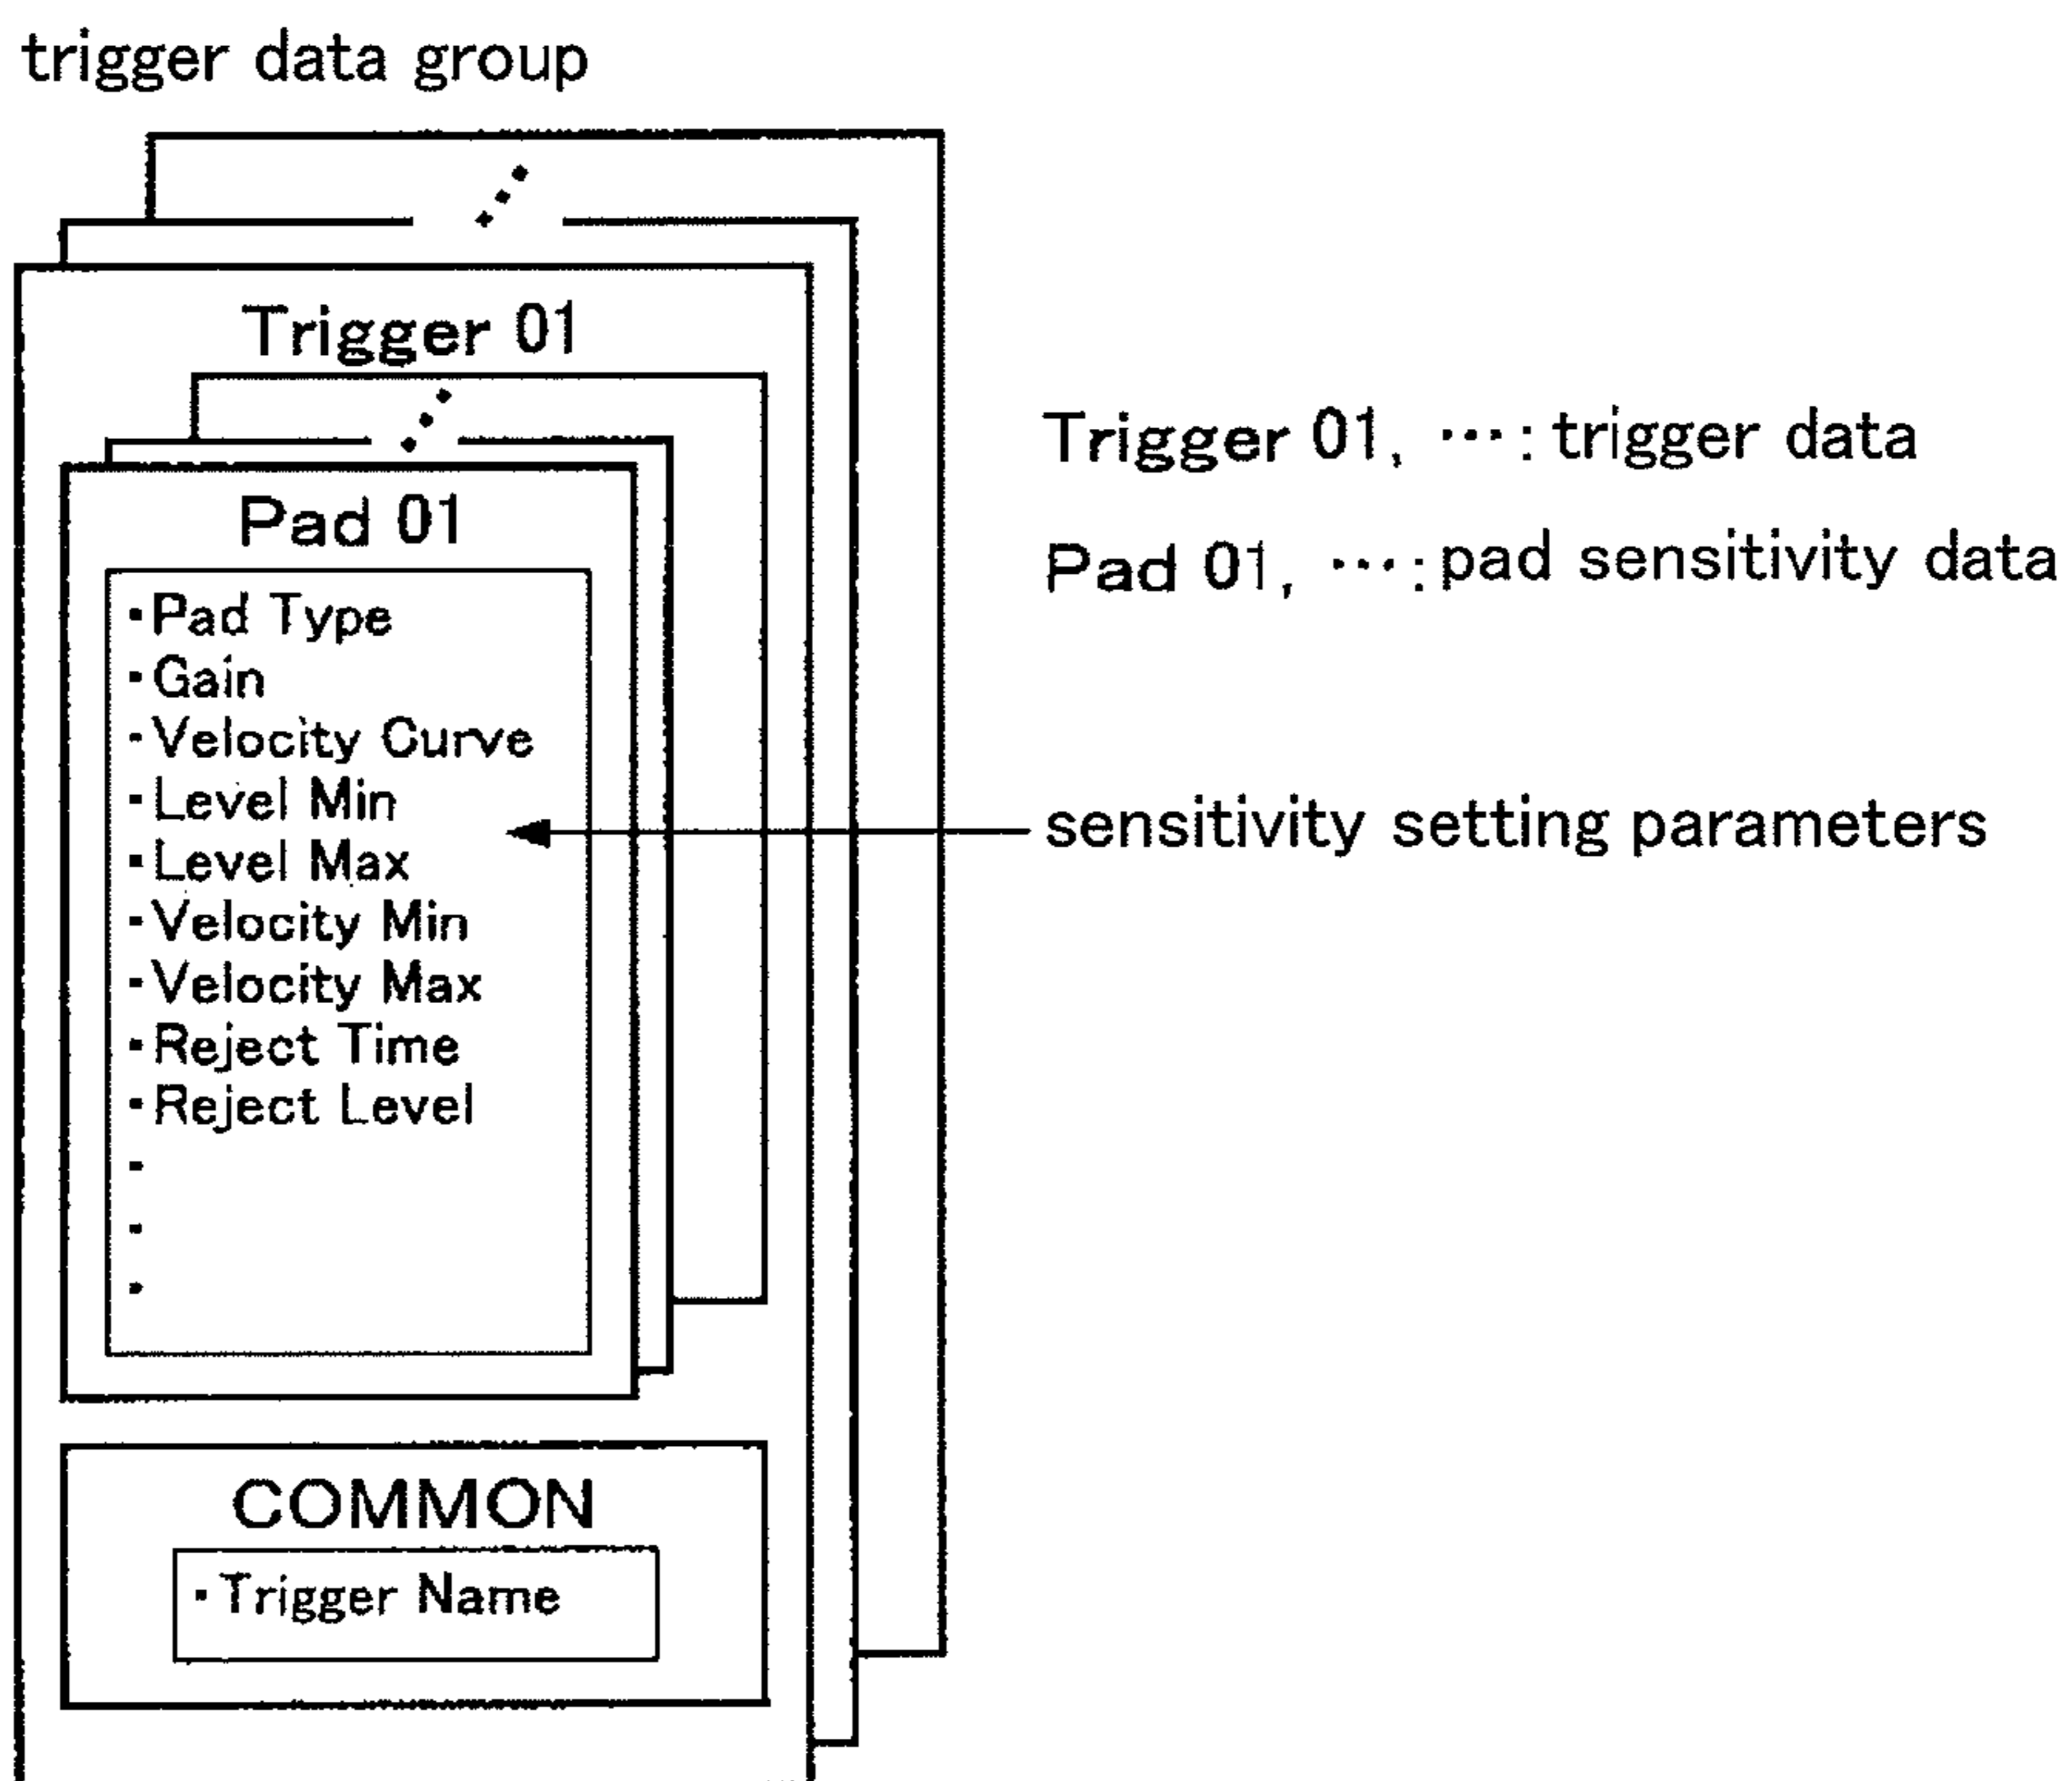 trigger data group
Trigger 01
Pad 01
·Pad Type
·Gain
·Velocity Curve
·Level Min
·Level Max
·Velocity Min
·Velocity Max
·Reject Time
·Reject Level
·
·
·
COMMON
·Trigger Name
Trigger 01, ···: trigger data
Pad 01, ···: pad sensitivity data
sensitivity setting parameters